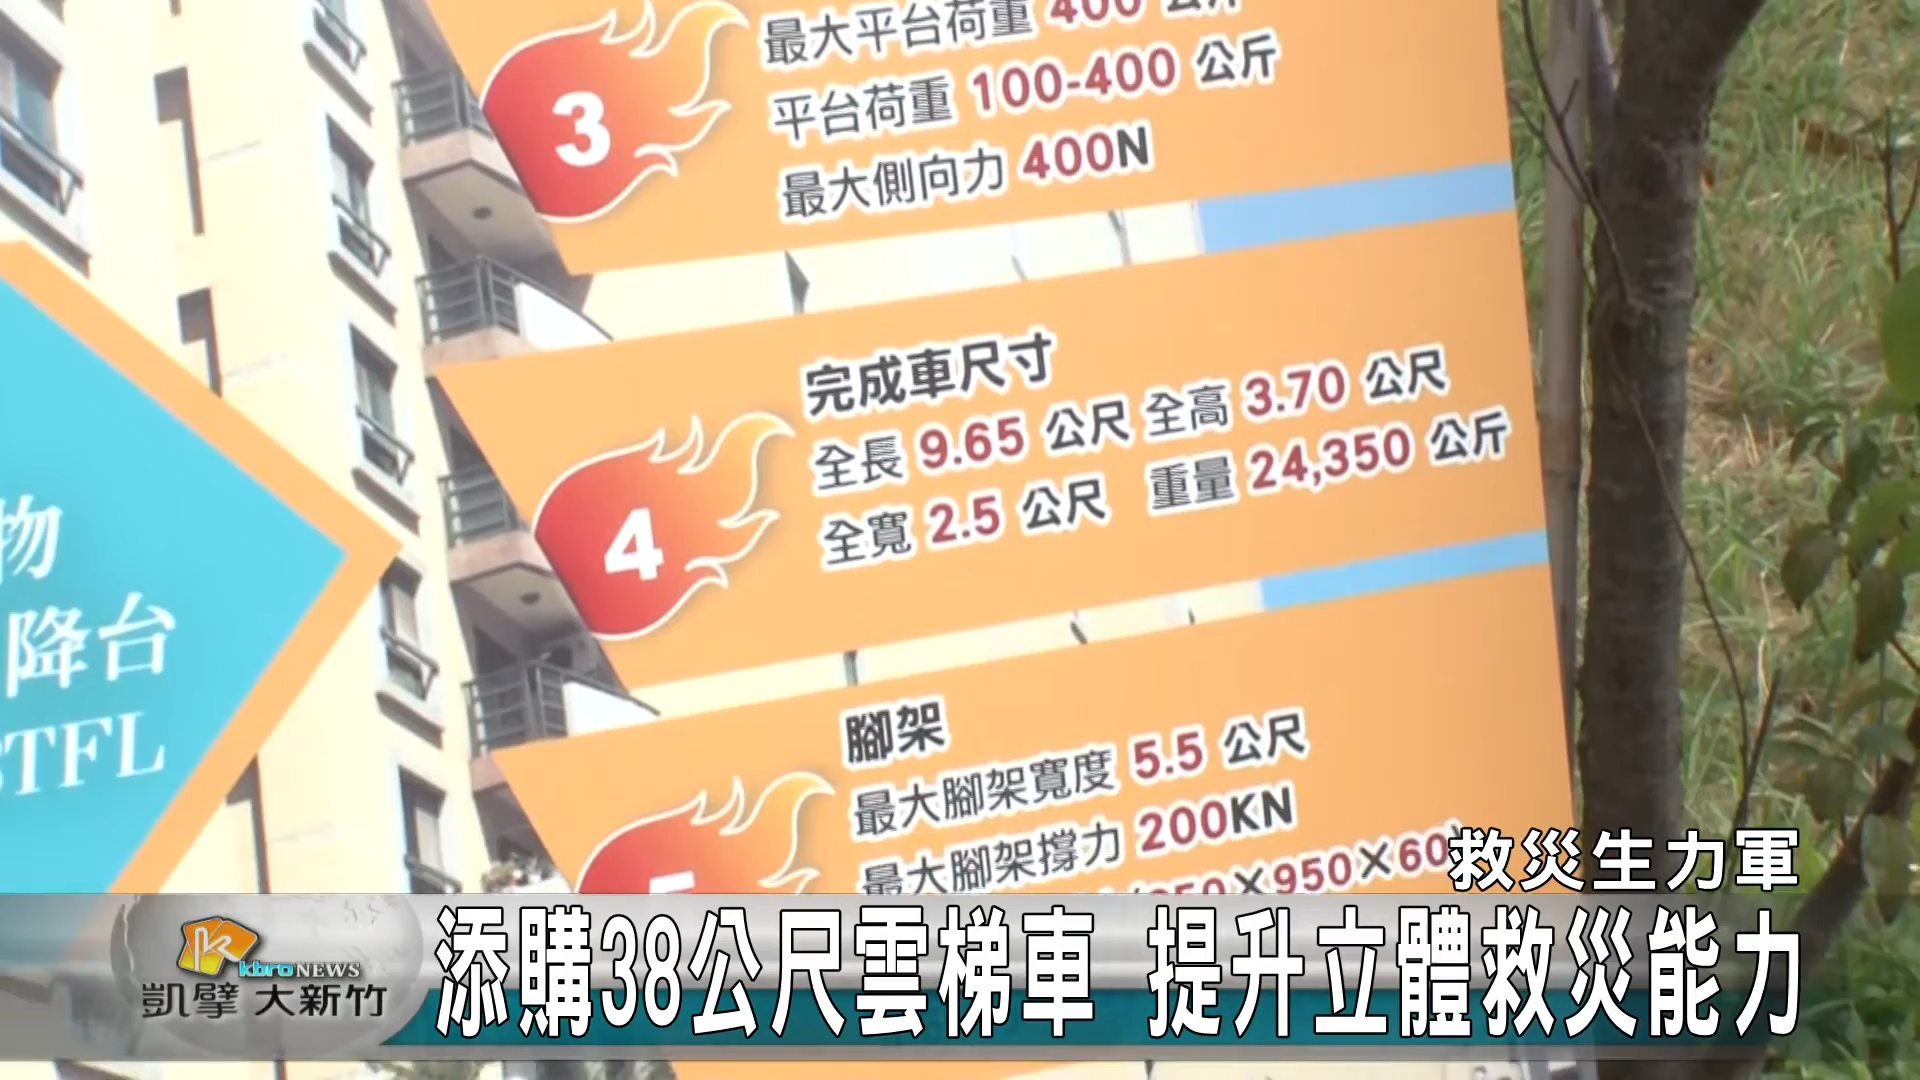 3
最大平台荷重 400 公斤
平台荷重 100-400 公斤
最大側向力 400N
4
完成車尺寸
全長 9.65 公尺 全高 3.70 公尺
全寬 2.5 公尺 重量 24,350 公斤
物
降台
TFL
5
腳架
最大腳架寬度 5.5 公尺
最大腳架撐力 200KN
950×60
救災生力軍
添購38公尺雲梯車 提升立體救災能力
kbro NEWS
凱擘 大新竹